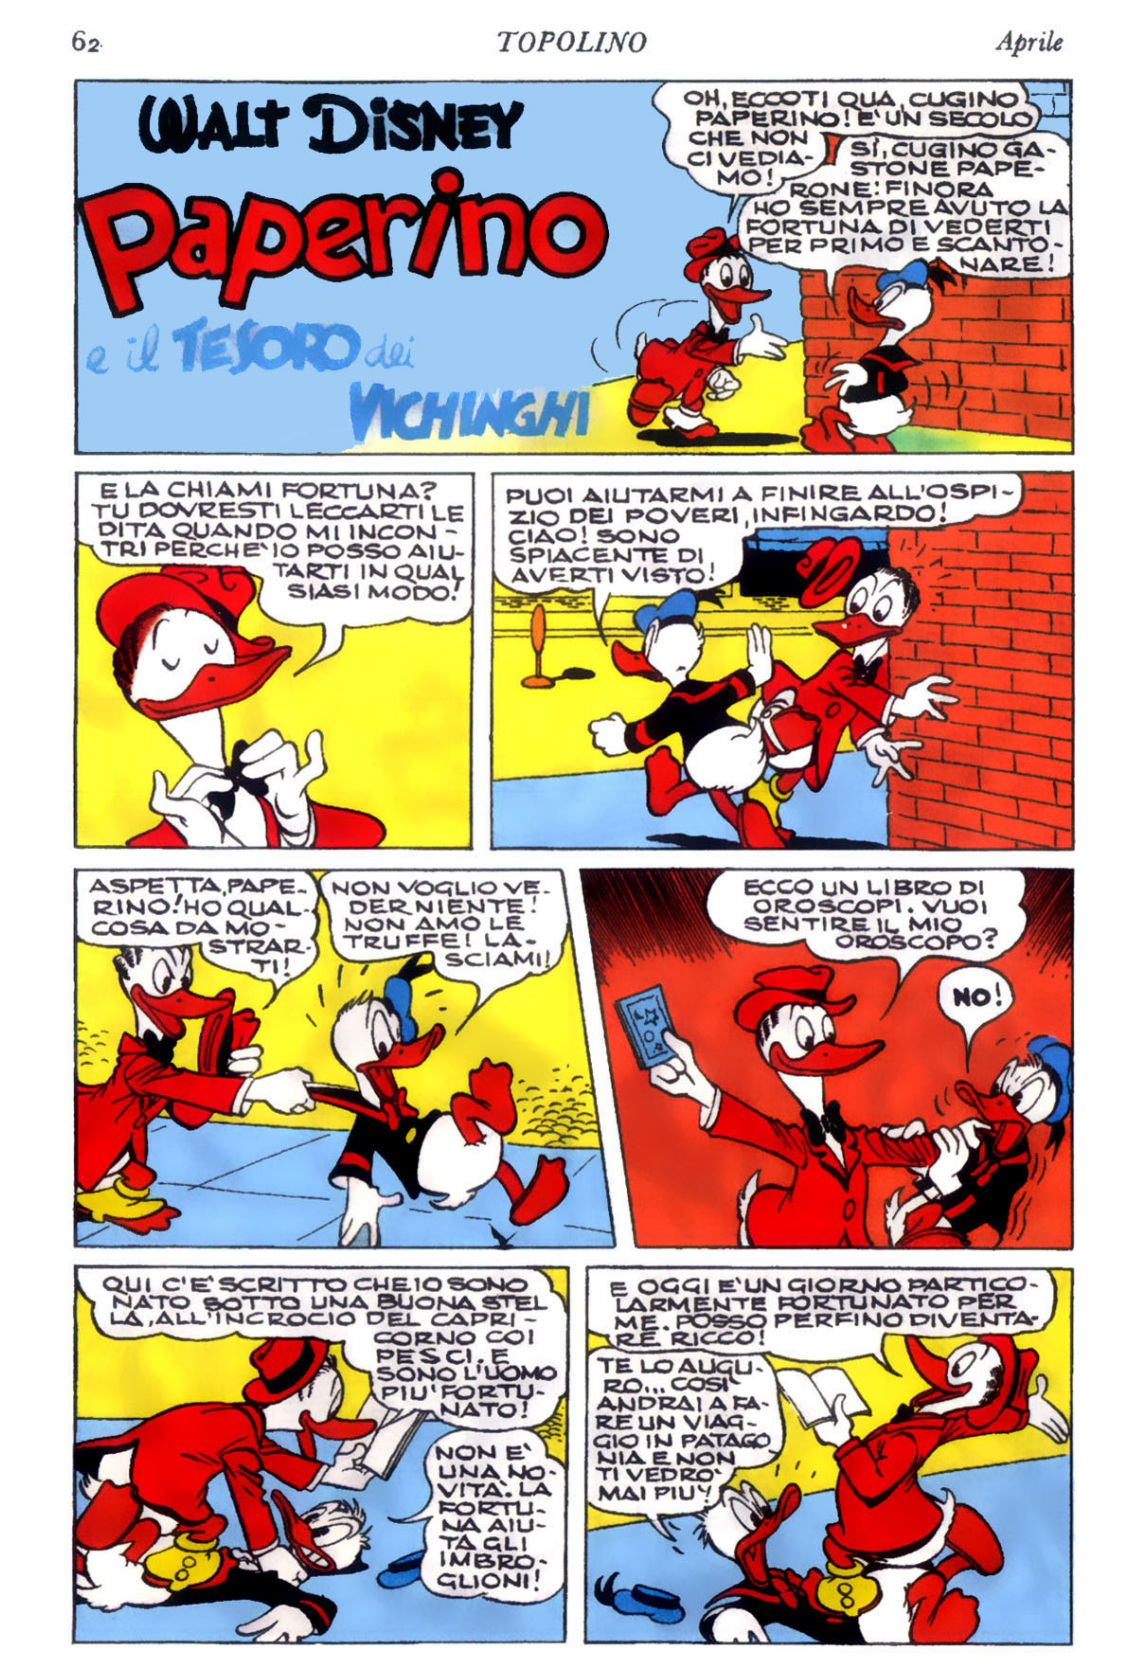 62
TOPOLINO
Aprile
WALT DISNEY
Paperino
e il TESORO dei
VICHINGHI
OH, ECCOTI QUA, CUGINO
PAPERINO! E' UN SECOLO
CHE NON
CI VEDIA-
MO!
SÌ, CUGINO GA-
STONE PAPE-
RONE: FINORA
HO SEMPRE AVUTO LA
FORTUNA DI VEDERTI
PER PRIMO E SCANTO-
NARE!
E LA CHIAMI FORTUNA?
TU DOVRESTI LECCARTI LE
DITA QUANDO MI INCON-
TRI PERCHE' IO POSSO AIU-
TARTI IN QUAL
SIASI MODO!
PUOI AIUTARMI A FINIRE ALL'OSPI-
ZIO DEI POVERI, INFINGARDO!
CIAO! SONO
SPIACENTE DI
AVERTI VISTO!
ASPETTA, PAPE-
RINO! HO QUAL-
COSA DA MO-
STRAR-
TI!
NON VOGLIO VE-
DER NIENTE!
NON AMO LE
TRUFFE! LA-
SCIAMI!
ECCO UN LIBRO DI
OROSCOPI. VUOI
SENTIRE IL MIO
OROSCOPO?
NO!
QUI C'E' SCRITTO CHE IO SONO
NATO SOTTO UNA BUONA STEL
LA, ALL'INCROCIO DEL CAPRI-
CORNO COI
PESCI, E
SONO L'UOMO
PIU' FORTU-
NATO!
NON E'
UNA NO-
VITA'. LA
FORTU-
NA AIU-
TA GLI
IMBRO-
GLIONI!
E OGGI E' UN GIORNO PARTICO-
LARMENTE FORTUNATO PER
ME. POSSO PERFINO DIVENTA-
RE RICCO!
TE LO AUGU-
RO... COSI'
ANDRAI A FA-
RE UN VIAG-
GIO IN PATAGO
NIA E NON
TI VEDRO'
MAI PIU'!